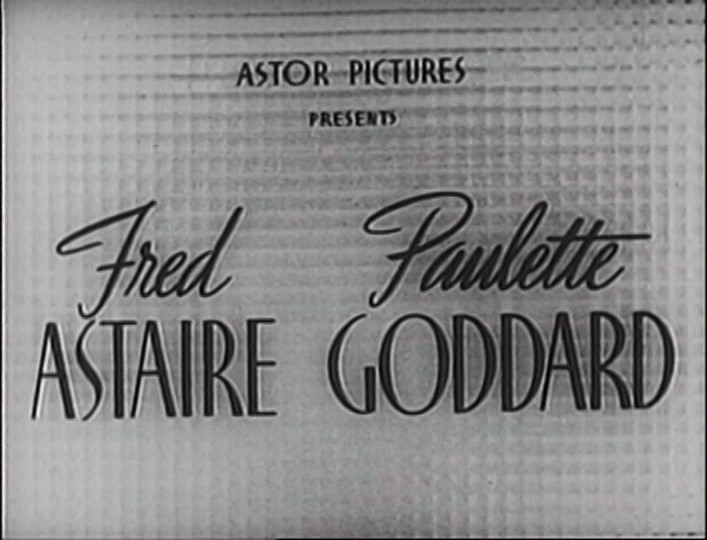 ASTOR PICTURES
PRESENTS
Fred Paulette
ASTAIRE GODDARD